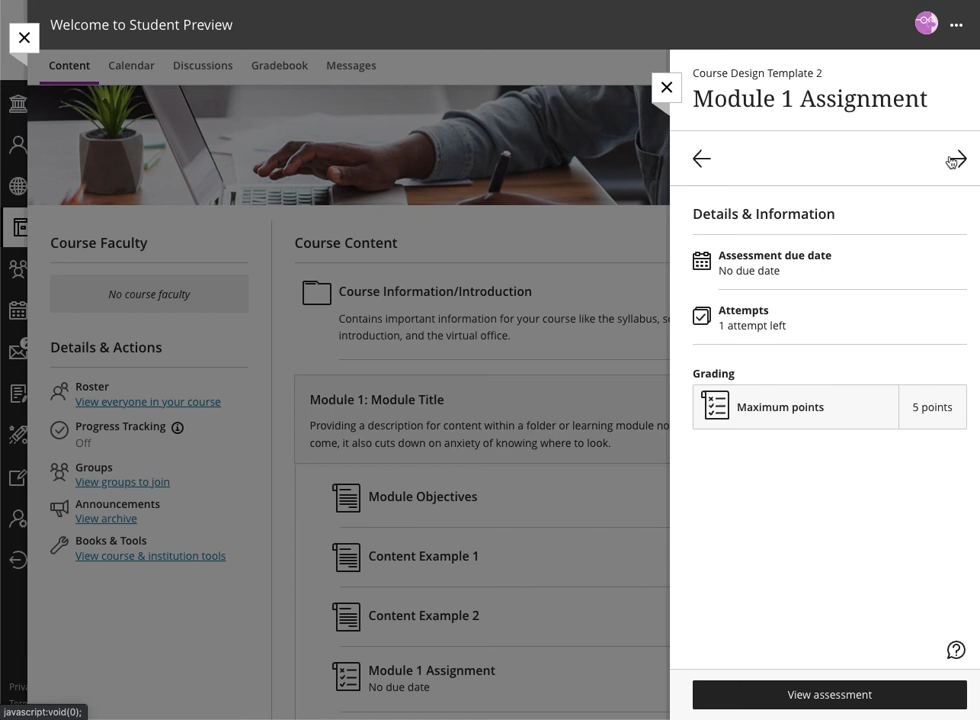 Welcome to Student Preview
Content
Calendar
Discussions
Gradebook
Messages
Course Faculty
No course faculty
Details & Actions
Roster
View everyone in your course
Progress Tracking
Off
Groups
View groups to join
Announcements
View archive
Books & Tools
View course & institution tools
Course Content
Course Information/Introduction
Contains important information for your course like the syllabus,
introduction, and the virtual office.
Module 1: Module Title
Providing a description for content within a folder or learning module
come, it also cuts down on anxiety of knowing where to look.
Module Objectives
Content Example 1
Content Example 2
Module 1 Assignment
No due date
Course Design Template 2
Module 1 Assignment
Details & Information
Assessment due date
No due date
Attempts
1 attempt left
Grading
Maximum points
5 points
View assessment
javascript:void(0);